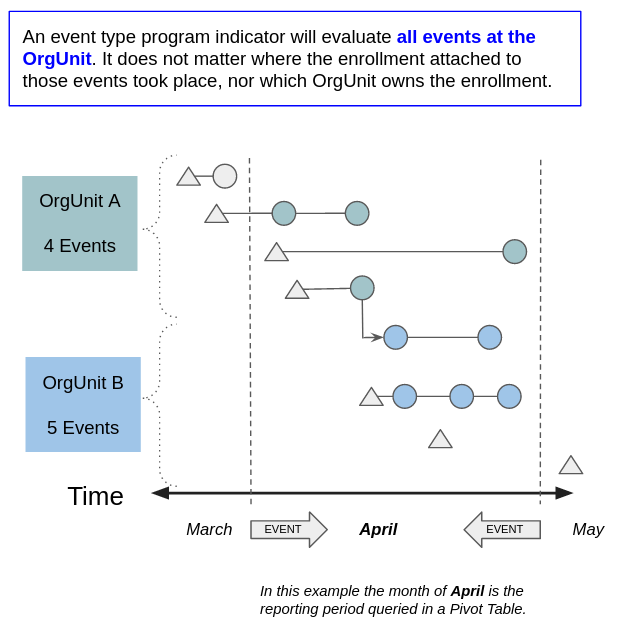 An event type program indicator will evaluate all events at the
OrgUnit. It does not matter where the enrollment attached to
those events took place, nor which OrgUnit owns the enrollment.
OrgUnit A
4 Events
OrgUnit B
5 Events
Time
March
EVENT
April
EVENT
May
In this example the month of April is the
reporting period queried in a Pivot Table.